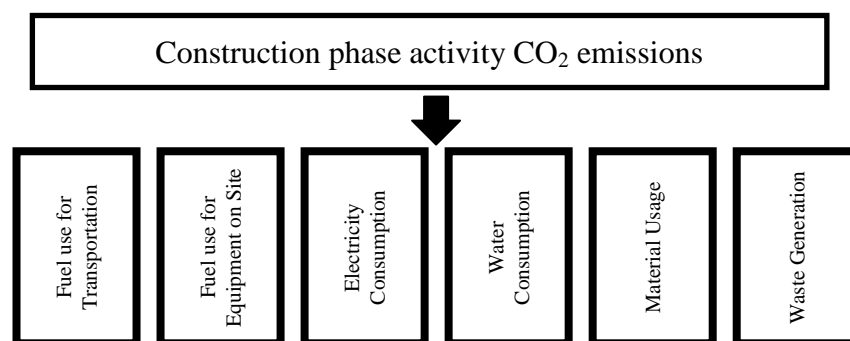 Construction phase activity CO₂ emissions
Fuel use for
Transportation
Fuel use for
Equipment on Site
Electricity
Consumption
Water
Consumption
Material Usage
Waste Generation